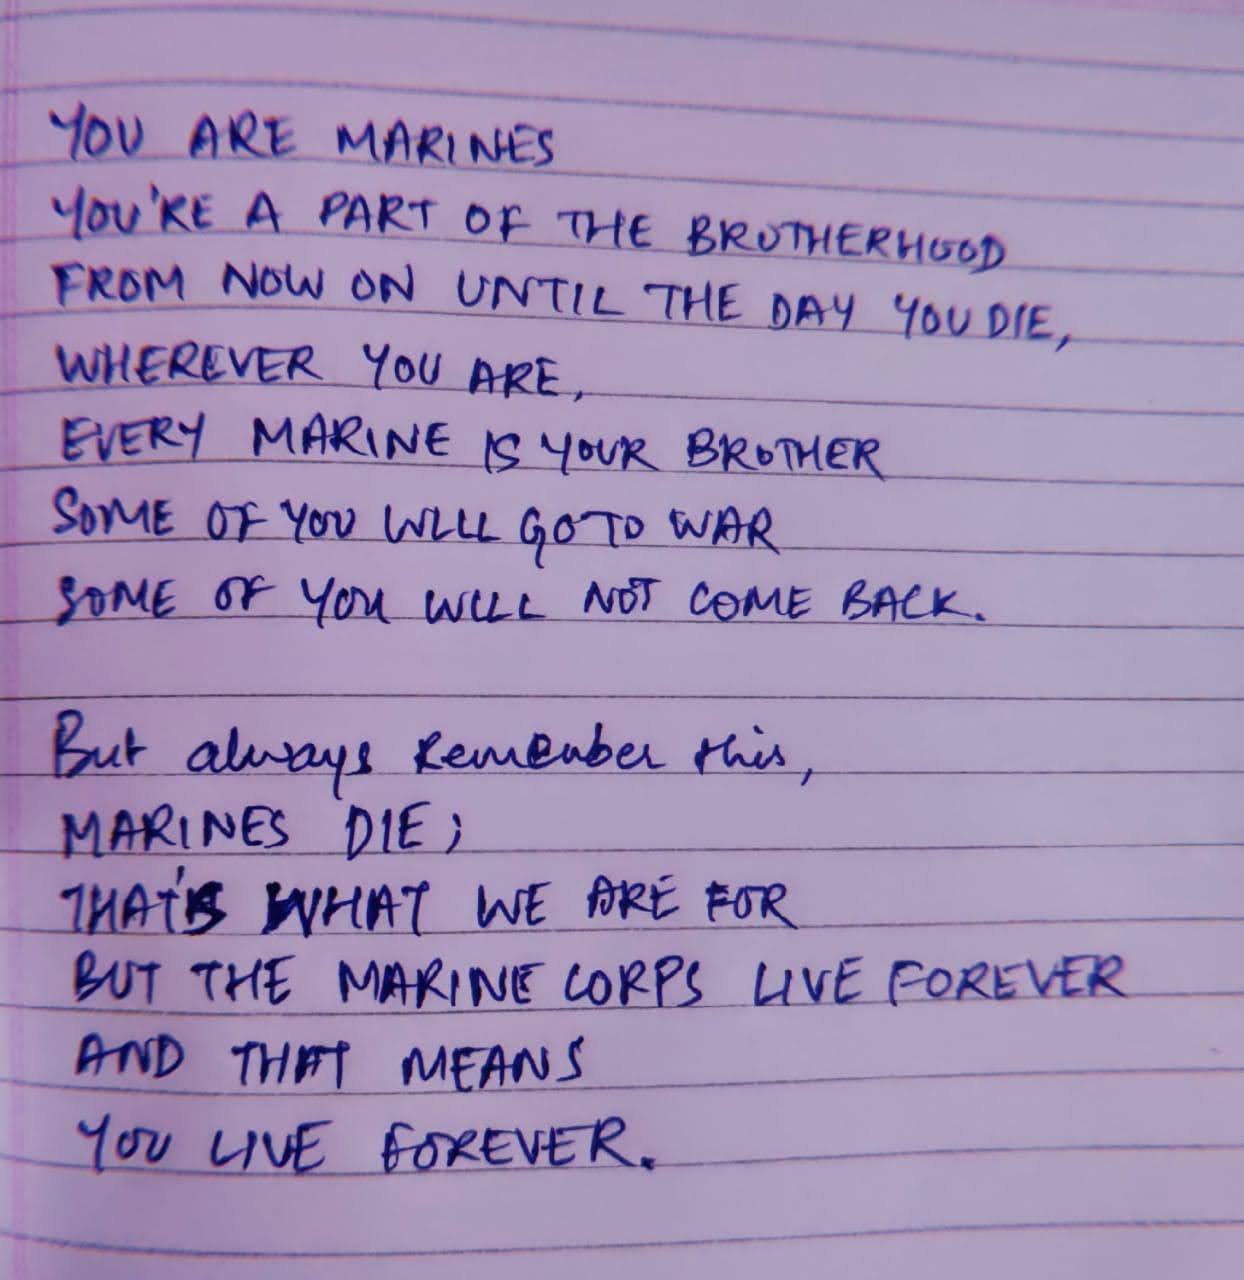 YOU ARE MARINES
YOU'RE A PART OF THE BROTHERHOOD
FROM NOW ON UNTIL THE DAY YOU DIE,
WHEREVER YOU ARE,
EVERY MARINE IS YOUR BROTHER
SOME OF YOU WILL GO TO WAR
SOME OF YOU WILL NOT COME BACK.
But always Remember this,
MARINES DIE;
THAT'S WHAT WE ARE FOR
BUT THE MARINE CORPS LIVE FOREVER
AND THAT MEANS
YOU LIVE FOREVER.